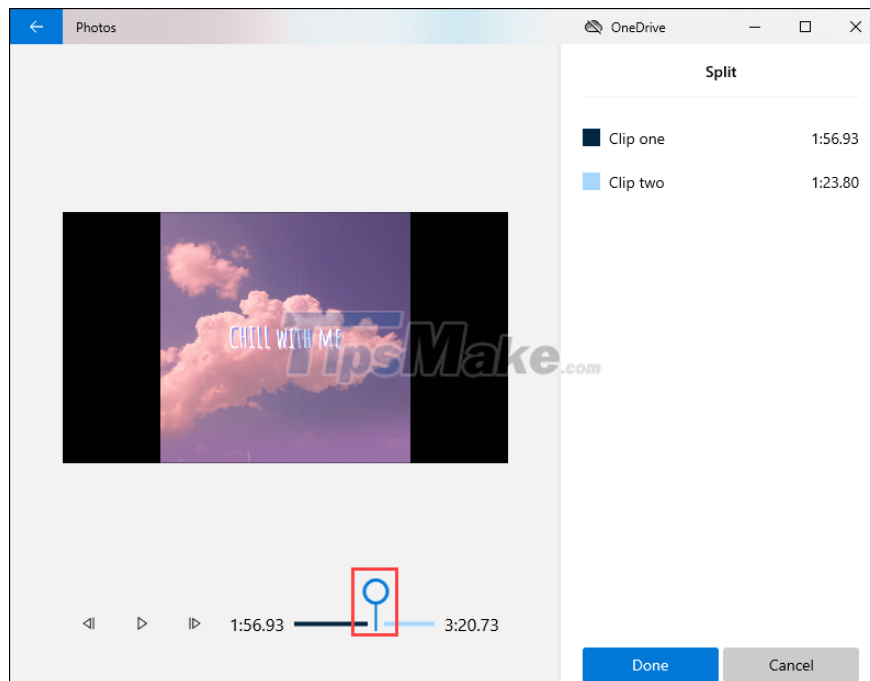 Photos
OneDrive
Split
Clip one 1:56.93
Clip two 1:23.80
CHILL WITH ME
TipsMake.com
1:56.93 3:20.73
Done Cancel